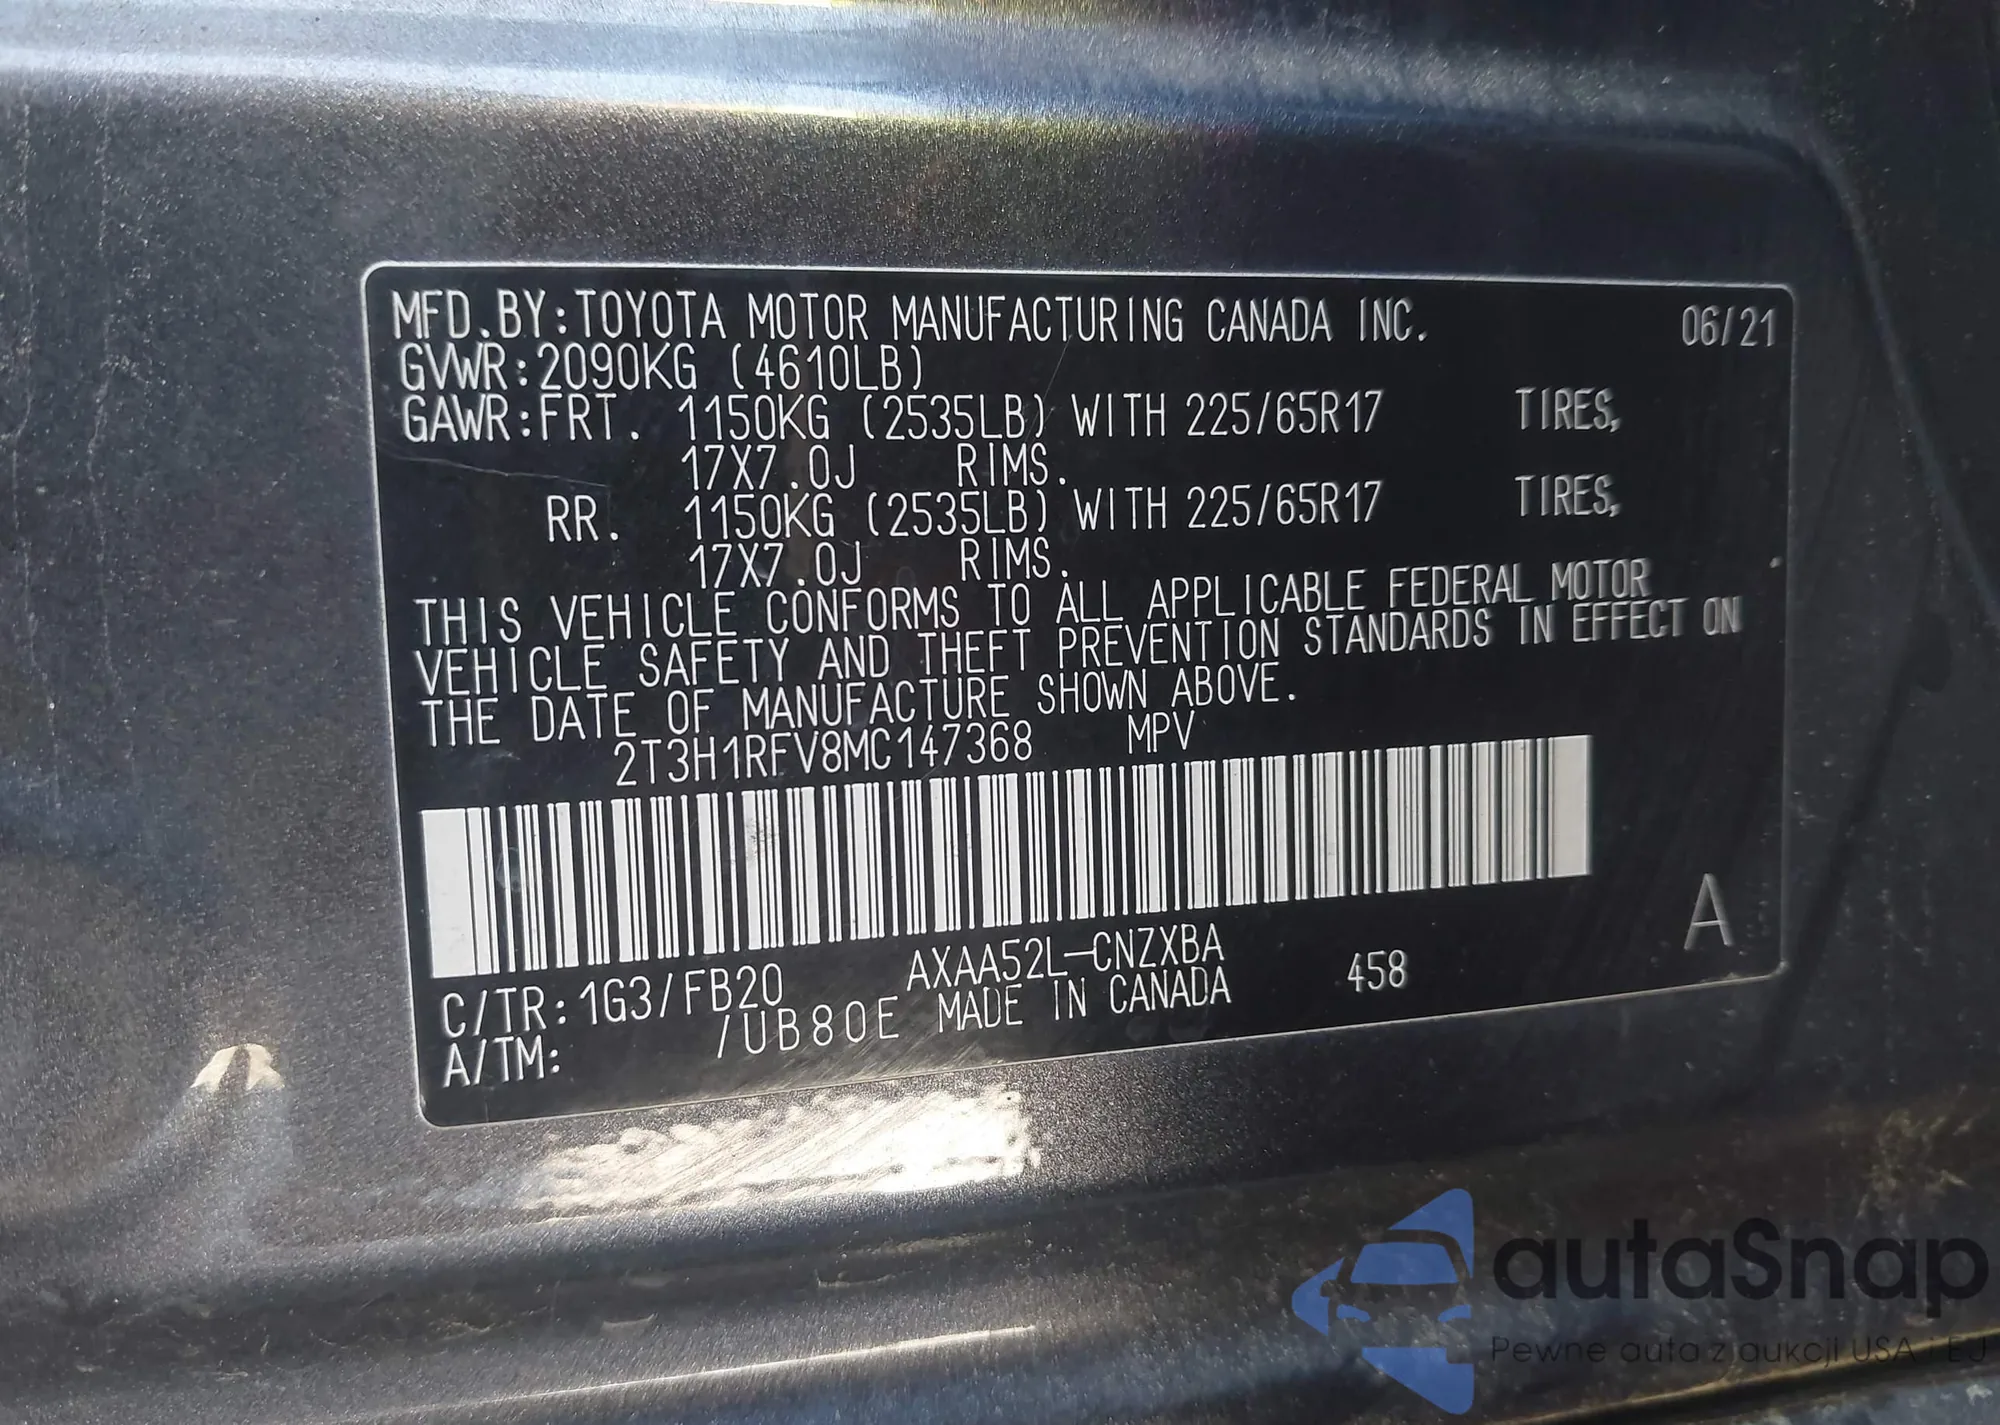 MFD.BY:TOYOTA MOTOR MANUFACTURING CANADA INC. 06/21
GVWR:2090KG (4610LB)
GAWR:FRT. 1150KG (2535LB) WITH 225/65R17 TIRES,
17X7.0J RIMS.
RR. 1150KG (2535LB) WITH 225/65R17 TIRES,
17X7.0J RIMS.
THIS VEHICLE CONFORMS TO ALL APPLICABLE FEDERAL MOTOR
VEHICLE SAFETY AND THEFT PREVENTION STANDARDS IN EFFECT ON
THE DATE OF MANUFACTURE SHOWN ABOVE.
2T3H1RFV8MC147368 MPV
A
C/TR:1G3/FB20 AXAA52L-CNZXBA 458
A/TM: /UB80E MADE IN CANADA
autaSnap
Pewne auta z aukcji USA i EJ